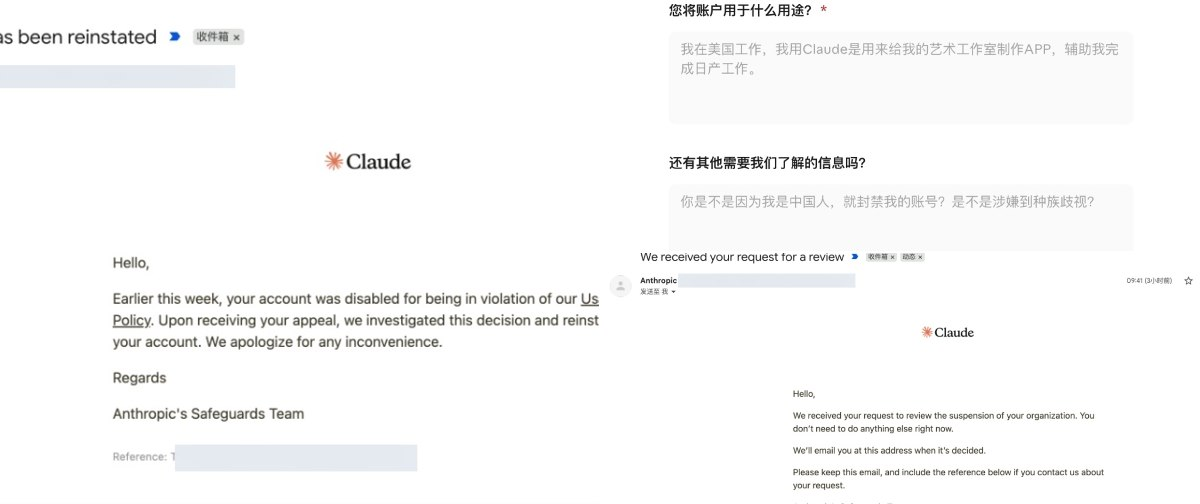 as been reinstated
收件箱 ×
Claude
Hello,
Earlier this week, your account was disabled for being in violation of our Us
Policy. Upon receiving your appeal, we investigated this decision and reinst
your account. We apologize for any inconvenience.
Regards
Anthropic's Safeguards Team
Reference: T
您将账户用于什么用途? *
我在美国工作，我用Claude是用来给我的艺术工作室制作APP，辅助我完
成日产工作。
还有其他需要我们了解的信息吗?
你是不是因为我是中国人，就封禁我的账号？是不是涉嫌到种族歧视？
We received your request for a review
收件箱 × 动态 ×
Anthropic
09:41 (3小时前)
发送至 我
Claude
Hello,
We received your request to review the suspension of your organization. You
don't need to do anything else right now.
We'll email you at this address when it's decided.
Please keep this email, and include the reference below if you contact us about
your request.